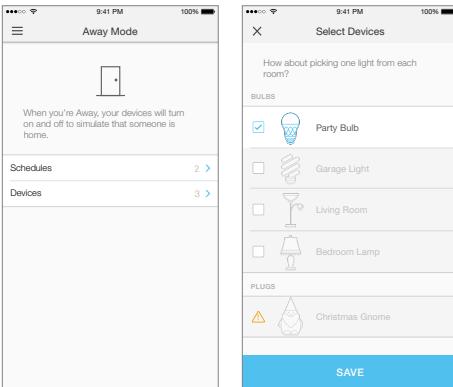 9:41 PM
100%
Away Mode
When you're Away, your devices will turn
on and off to simulate that someone is
home.
Schedules 2
Devices 3
9:41 PM
100%
Select Devices
How about picking one light from each
room?
BULBS
Party Bulb
Garage Light
Living Room
Bedroom Lamp
PLUGS
Christmas Gnome
SAVE